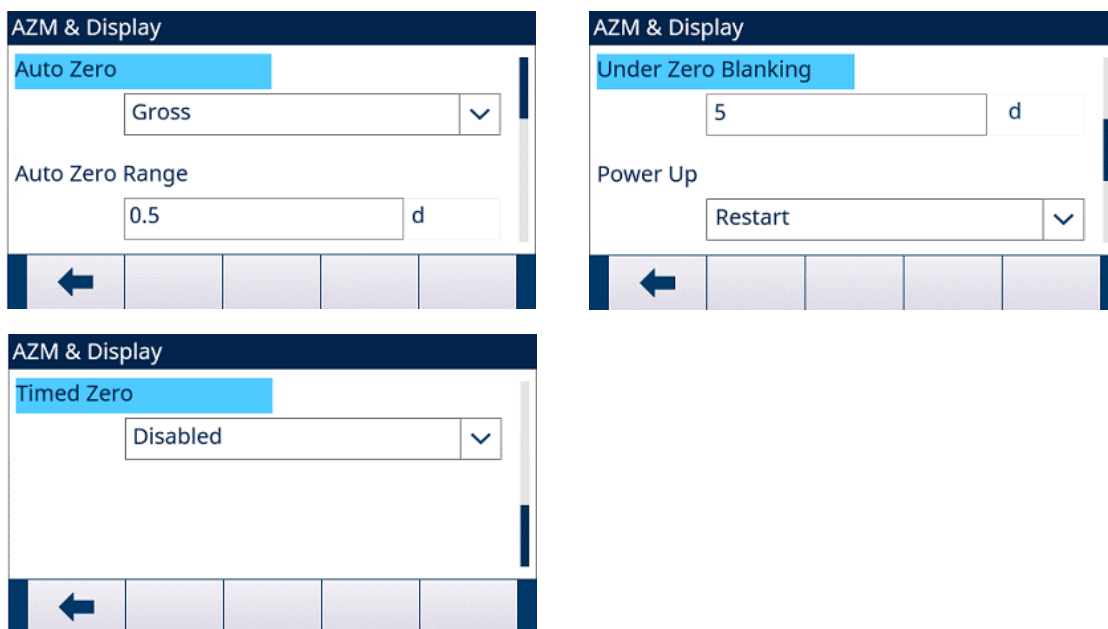 AZM & Display
Auto Zero
Gross
Auto Zero Range
0.5 d
AZM & Display
Under Zero Blanking
5 d
Power Up
Restart
AZM & Display
Timed Zero
Disabled